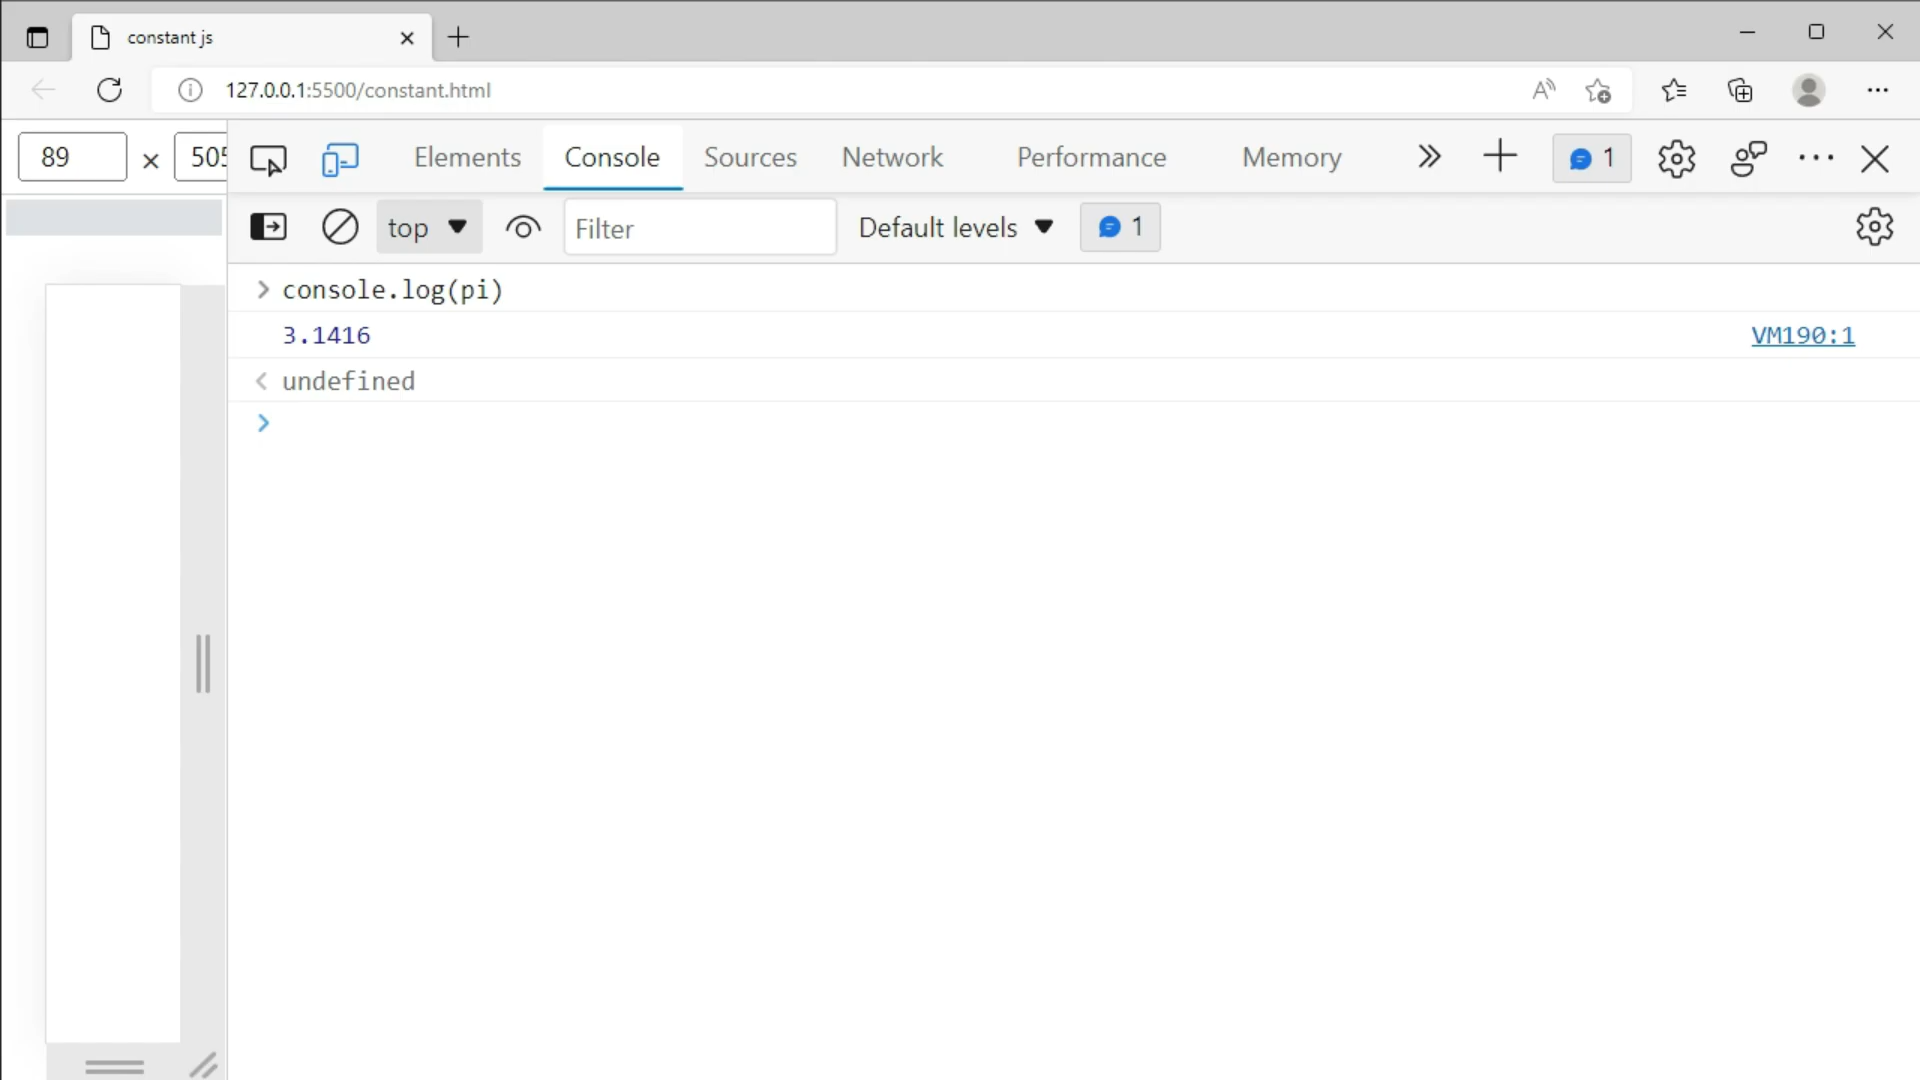 constant js
127.0.0.1:5500/constant.html
89 × 505
Elements Console Sources Network Performance Memory 1
top Filter Default levels 1
console.log(pi)
3.1416 VM190:1
undefined